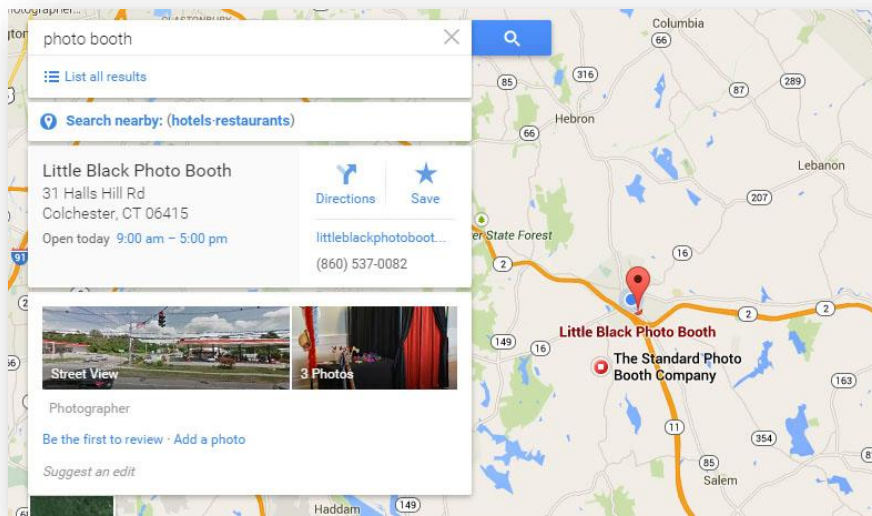 photo booth
List all results
Search nearby: (hotels·restaurants)
Little Black Photo Booth
31 Halls Hill Rd
Colchester, CT 06415
Open today 9:00 am – 5:00 pm
Directions
Save
littleblackphotoboot...
(860) 537-0082
Street View
3 Photos
Photographer
Be the first to review · Add a photo
Suggest an edit
Columbia
66
85
316
289
87
Hebron
66
Lebanon
207
16
2
91
2
2
149
16
Little Black Photo Booth
The Standard Photo
Booth Company
163
11
354
85
Salem
Haddam
149